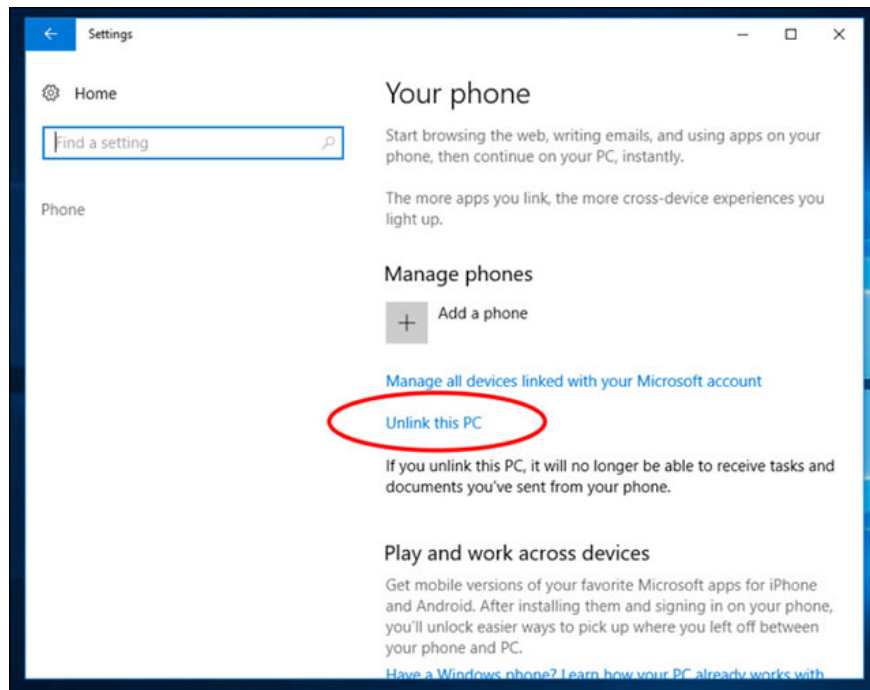 Settings
Home
Find a setting
Phone
Your phone
Start browsing the web, writing emails, and using apps on your
phone, then continue on your PC, instantly.
The more apps you link, the more cross-device experiences you
light up.
Manage phones
Add a phone
Manage all devices linked with your Microsoft account
Unlink this PC
If you unlink this PC, it will no longer be able to receive tasks and
documents you've sent from your phone.
Play and work across devices
Get mobile versions of your favorite Microsoft apps for iPhone
and Android. After installing them and signing in on your phone,
you'll unlock easier ways to pick up where you left off between
your phone and PC.
Have a Windows phone? Learn how your PC already works with